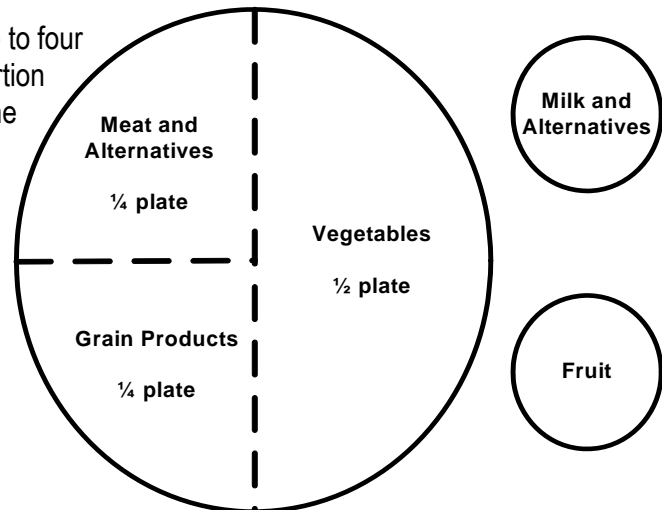 to four
Meat and
Alternatives
¼ plate
Grain Products
¼ plate
Vegetables
½ plate
Milk and
Alternatives
Fruit